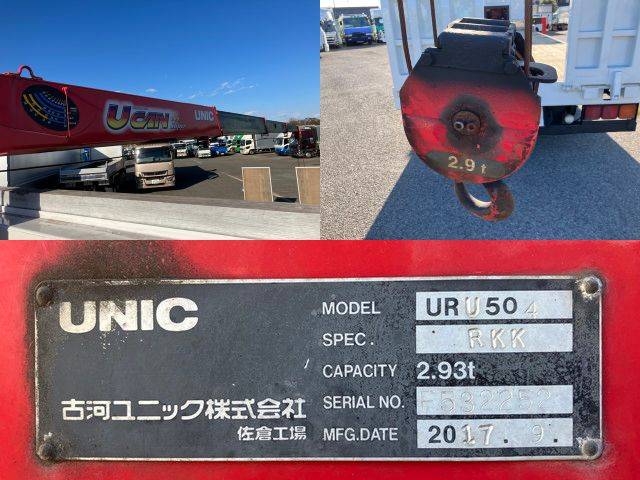 UCAN
UNIC
2.9t
UNIC
MODEL URU504
SPEC. RKK
CAPACITY 2.93t
古河ユニック株式会社
SERIAL NO.
佐倉工場
MFG.DATE 2017.9.